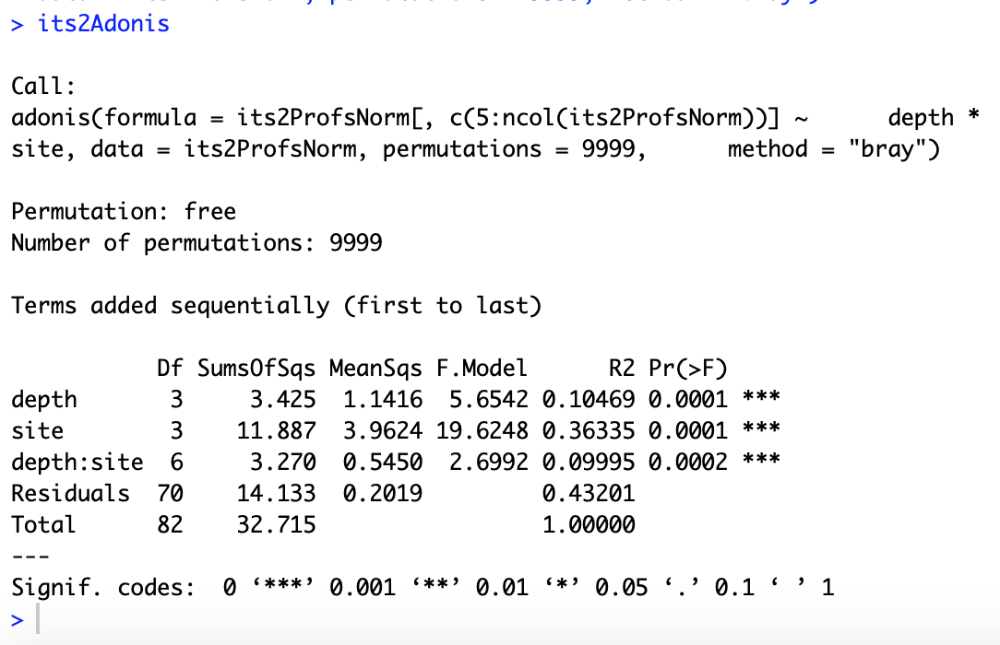 > its2Adonis
Call:
adonis(formula = its2ProfsNorm[, c(5:ncol(its2ProfsNorm))] ~      depth *
site, data = its2ProfsNorm, permutations = 9999,      method = "bray")
Permutation: free
Number of permutations: 9999
Terms added sequentially (first to last)
           Df SumsOfSqs MeanSqs F.Model      R2 Pr(>F)
depth       3     3.425  1.1416  5.6542 0.10469 0.0001 ***
site        3    11.887  3.9624 19.6248 0.36335 0.0001 ***
depth:site  6     3.270  0.5450  2.6992 0.09995 0.0002 ***
Residuals  70    14.133  0.2019         0.43201
Total      82    32.715                 1.00000
---
Signif. codes:  0 ‘***’ 0.001 ‘**’ 0.01 ‘*’ 0.05 ‘.’ 0.1 ‘ ’ 1
>